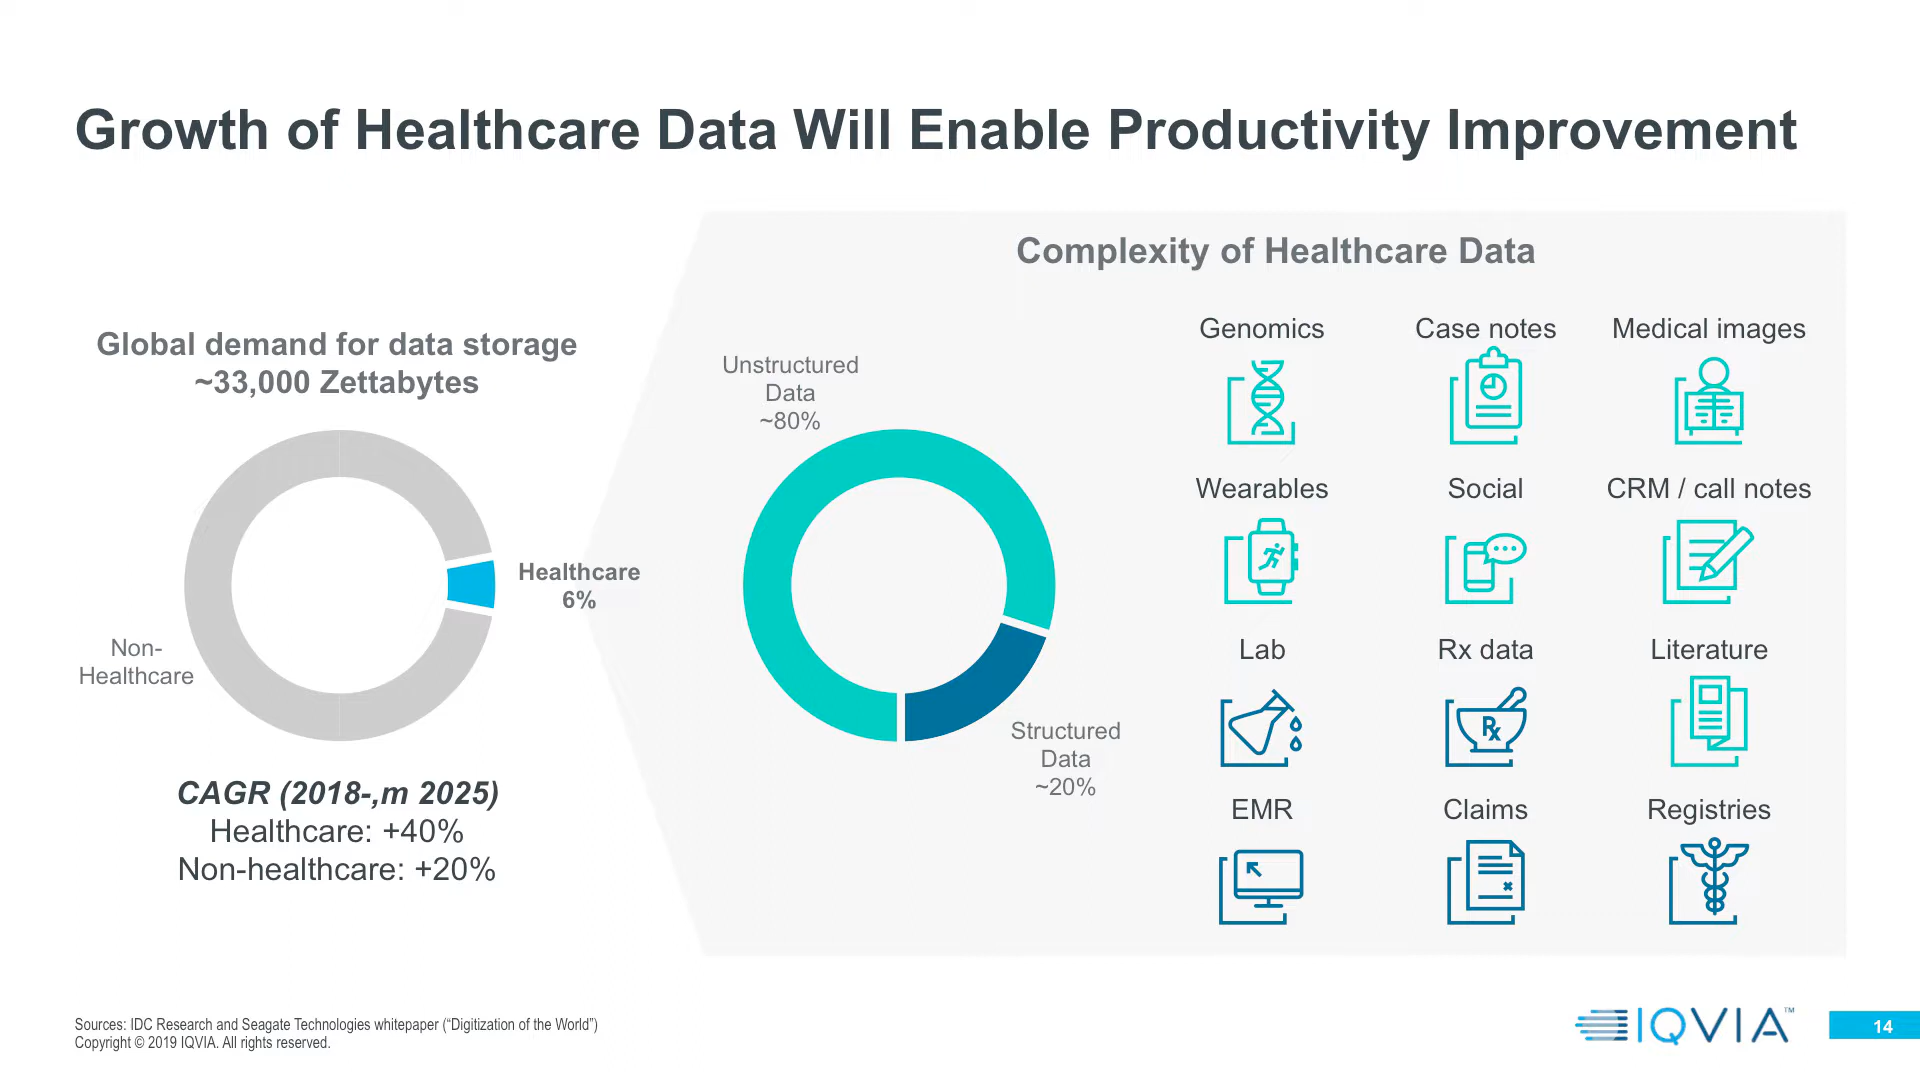 Growth of Healthcare Data Will Enable Productivity Improvement
Global demand for data storage
~33,000 Zettabytes
Healthcare
6%
Non-
Healthcare
CAGR (2018-,m 2025)
Healthcare: +40%
Non-healthcare: +20%
Complexity of Healthcare Data
Unstructured
Data
~80%
Structured
Data
~20%
Genomics
Case notes
Medical images
Wearables
Social
CRM / call notes
Lab
Rx data
Literature
Rx
EMR
Claims
Registries
Sources: IDC Research and Seagate Technologies whitepaper (“Digitization of the World”)
Copyright © 2019 IQVIA. All rights reserved.
IQVIA™
14